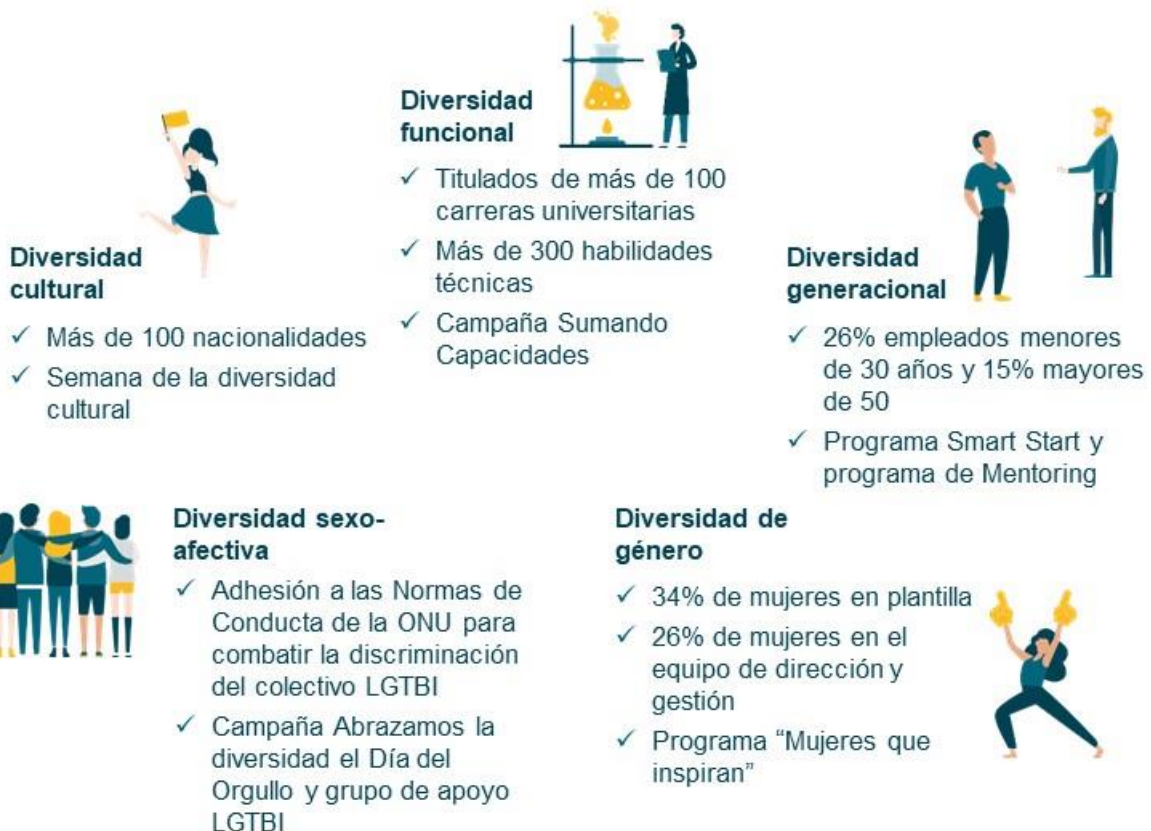 Diversidad
funcional
✓ Titulados de más de 100
carreras universitarias
✓ Más de 300 habilidades
técnicas
✓ Campaña Sumando
Capacidades
Diversidad
cultural
✓ Más de 100 nacionalidades
✓ Semana de la diversidad
cultural
Diversidad
generacional
✓ 26% empleados menores
de 30 años y 15% mayores
de 50
✓ Programa Smart Start y
programa de Mentoring
Diversidad sexo-
afectiva
✓ Adhesión a las Normas de
Conducta de la ONU para
combatir la discriminación
del colectivo LGTBI
✓ Campaña Abrazamos la
diversidad el Día del
Orgullo y grupo de apoyo
LGTBI
Diversidad de
género
✓ 34% de mujeres en plantilla
✓ 26% de mujeres en el
equipo de dirección y
gestión
✓ Programa “Mujeres que
inspiran”